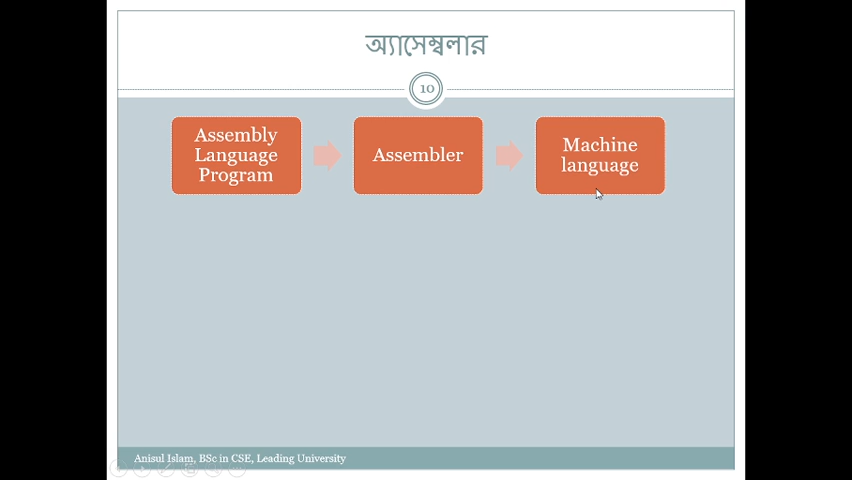 অ্যাসেম্বলার
10
Assembly
Language
Program
Assembler
Machine
language
Anisul Islam, BSc in CSE, Leading University